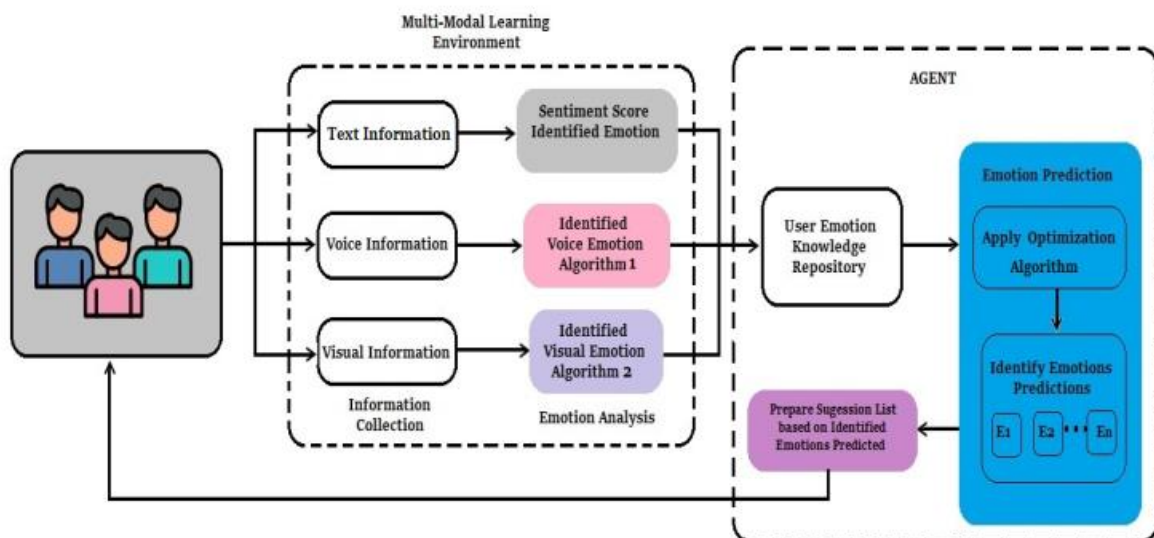 Multi-Modal Learning
Environment
Text Information
Sentiment Score
Identified Emotion
Voice Information
Identified
Voice Emotion
Algorithm 1
Visual Information
Identified
Visual Emotion
Algorithm 2
Information
Collection
Emotion Analysis
AGENT
User Emotion
Knowledge
Repository
Emotion Prediction
Apply Optimization
Algorithm
Identify Emotions
Predictions
E1 E2 ••• En
Prepare Sugession List
based on Identified
Emotions Predicted